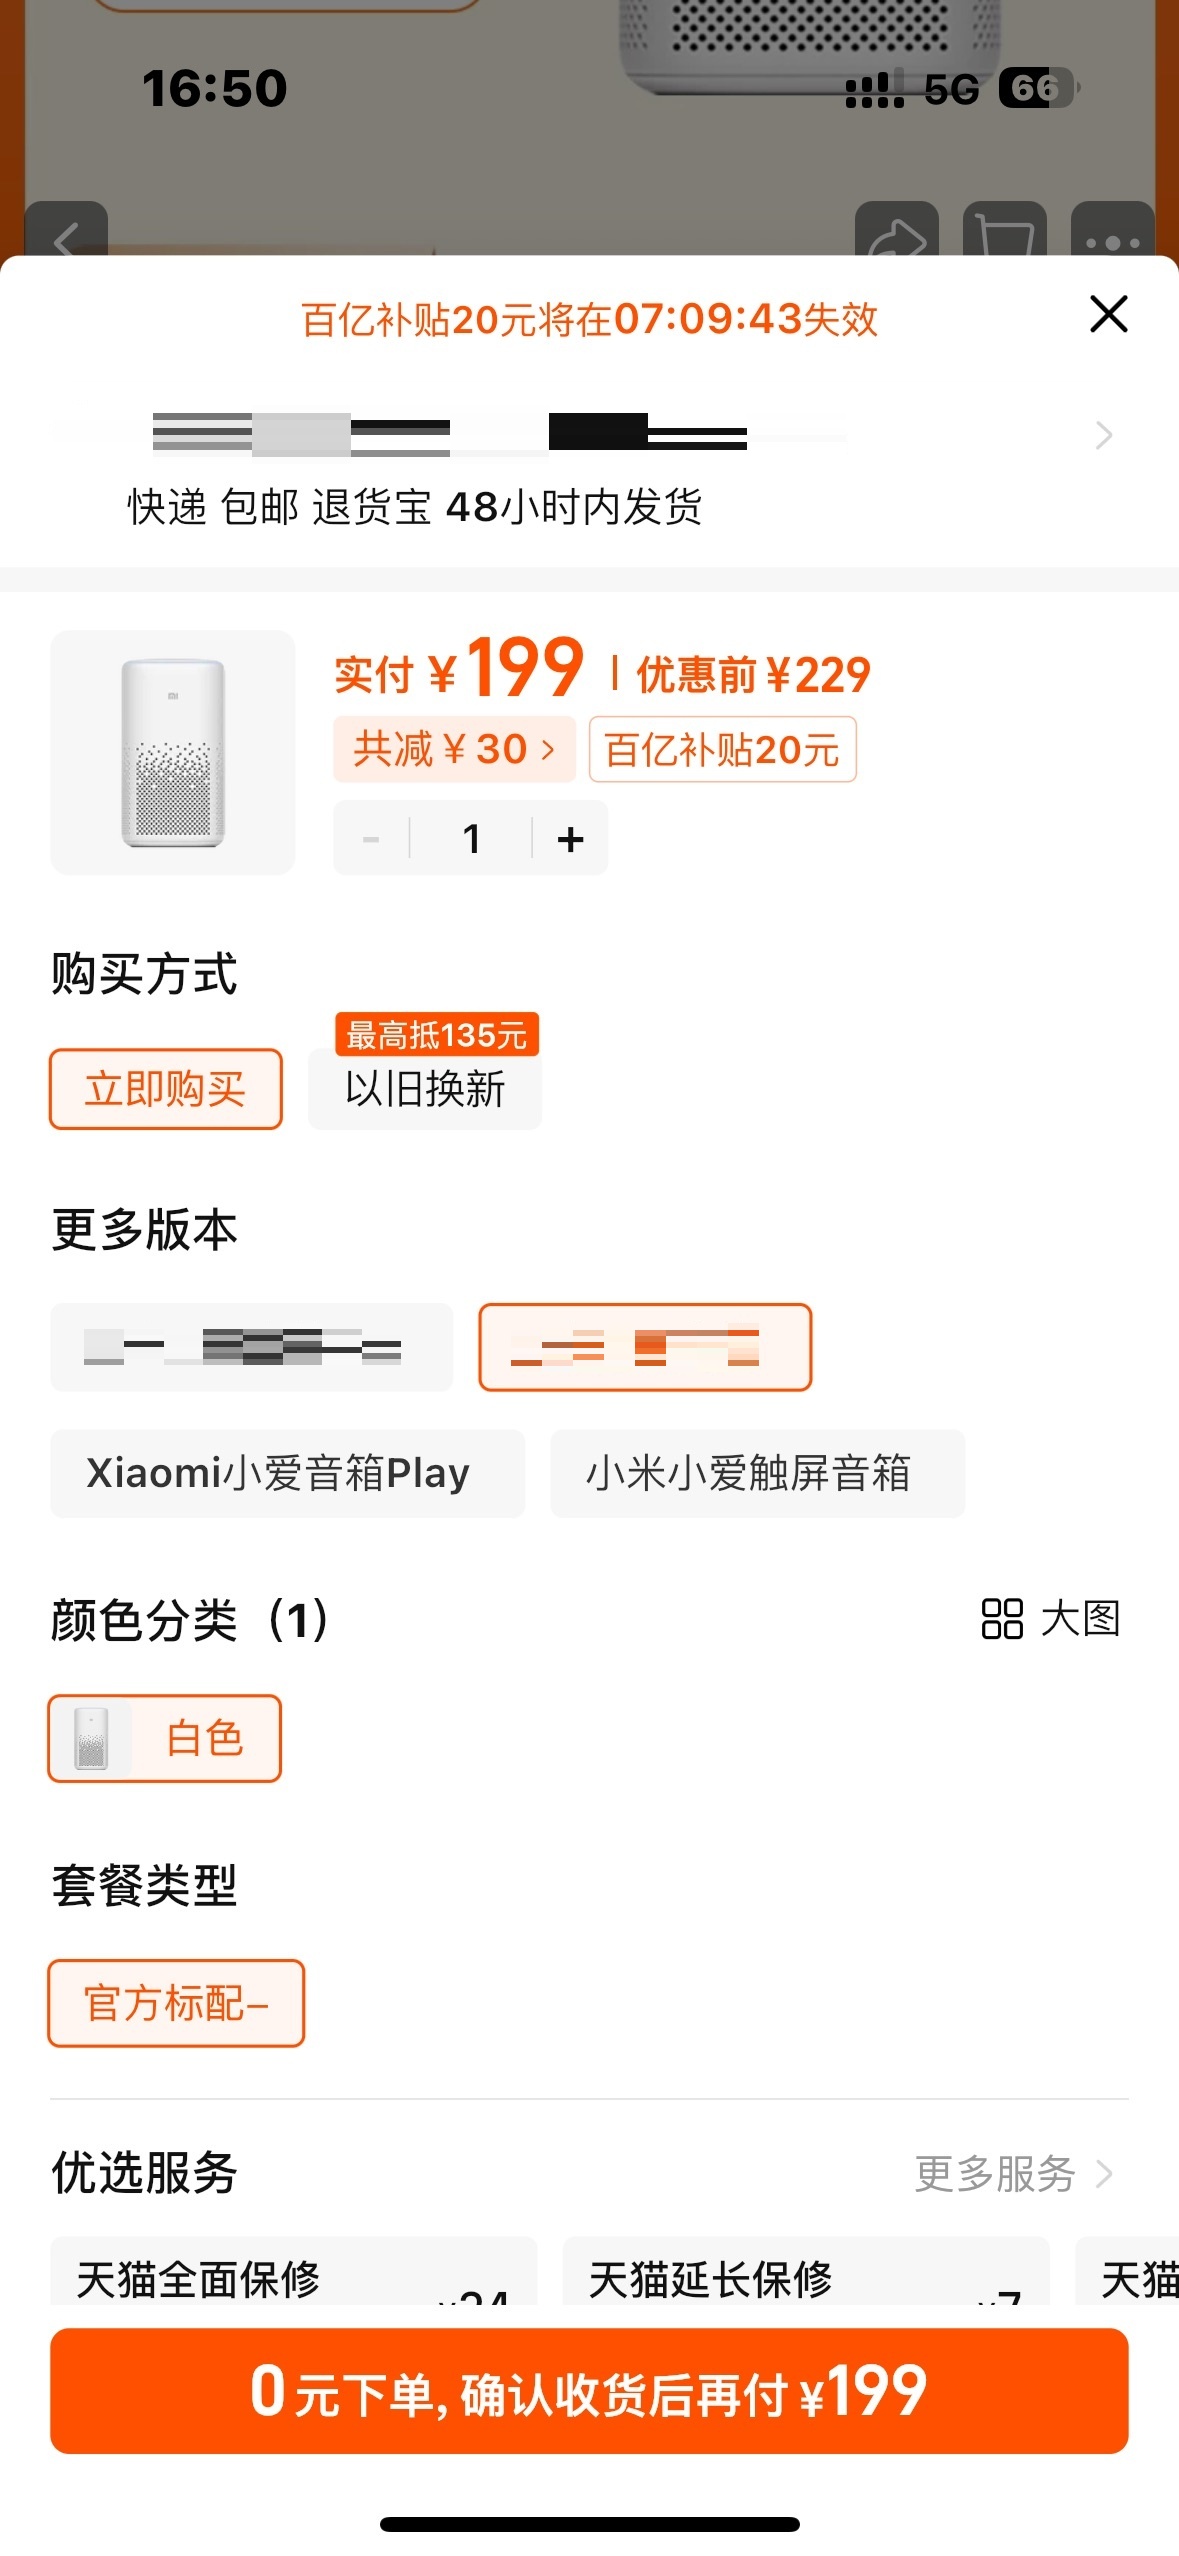 16:50
5G 66
百亿补贴20元将在07:09:43失效
快递 包邮 退货宝 48小时内发货
实付 ¥199 | 优惠前¥229
共减¥30 > 百亿补贴20元
- 1 +
购买方式
最高抵135元
立即购买 以旧换新
更多版本
Xiaomi小爱音箱Play 小米小爱触屏音箱
颜色分类（1） 大图
白色
套餐类型
官方标配–
优选服务 更多服务 >
天猫全面保修 天猫延长保修 天猫
0元下单, 确认收货后再付 ¥199